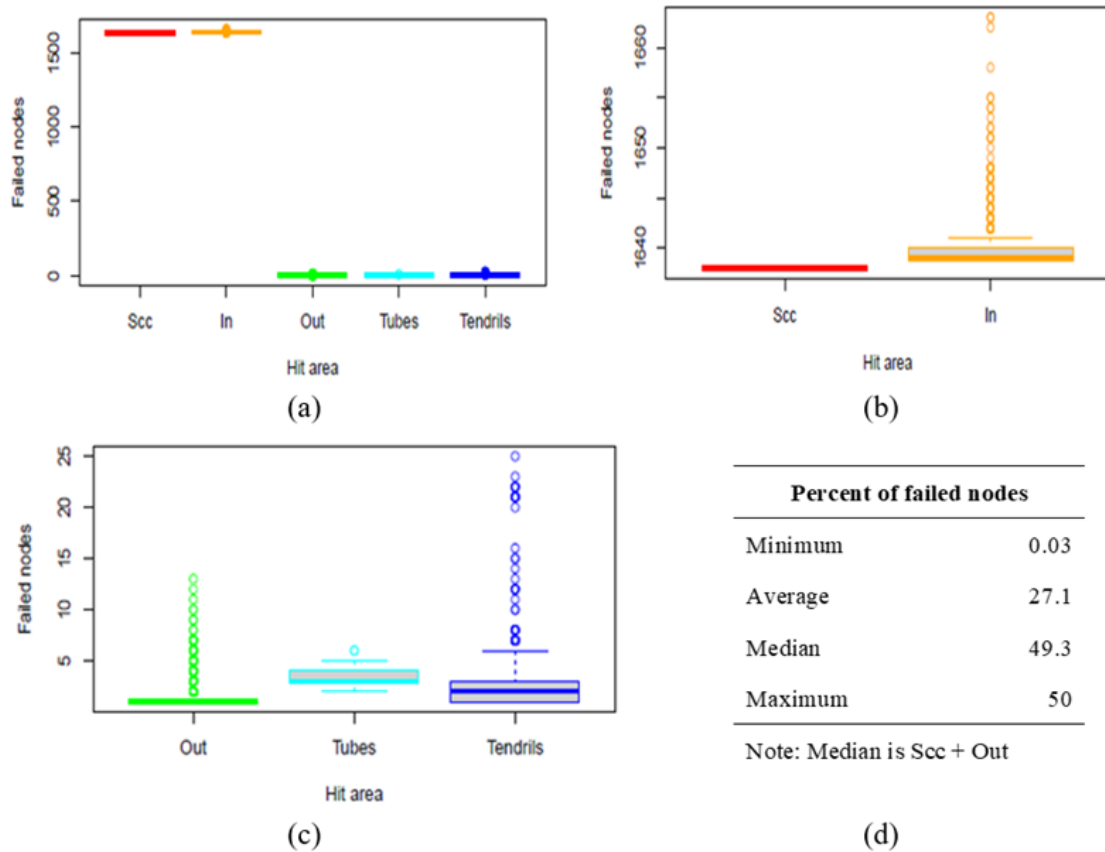 Failed nodes
1500
1000
500
0
Scc In Out Tubes Tendrils
Hit area
(a)
Failed nodes
1660
1650
1640
Scc In
Hit area
(b)
Failed nodes
25
20
15
10
5
Out Tubes Tendrils
Hit area
(c)
Percent of failed nodes
Minimum 0.03
Average 27.1
Median 49.3
Maximum 50
Note: Median is Scc + Out
(d)